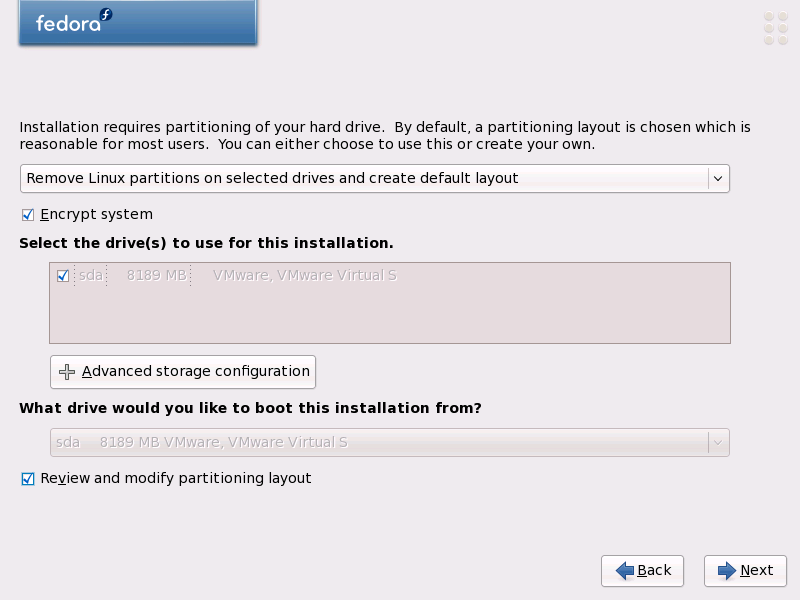 fedora
Installation requires partitioning of your hard drive.  By default, a partitioning layout is chosen which is
reasonable for most users.  You can either choose to use this or create your own.
Remove Linux partitions on selected drives and create default layout
Encrypt system
Select the drive(s) to use for this installation.
sda 8189 MB VMware, VMware Virtual S
Advanced storage configuration
What drive would you like to boot this installation from?
sda 8189 MB VMware, VMware Virtual S
Review and modify partitioning layout
Back Next